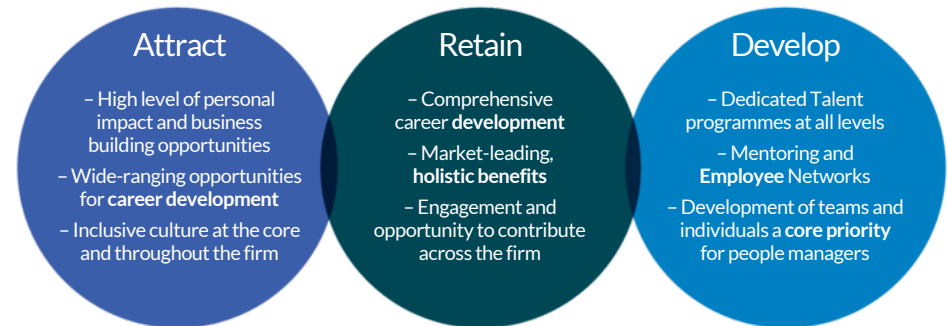 Attract
– High level of personal
impact and business
building opportunities
– Wide-ranging opportunities
for career development
– Inclusive culture at the core
and throughout the firm
Retain
– Comprehensive
career development
– Market-leading,
holistic benefits
– Engagement and
opportunity to contribute
across the firm
Develop
– Dedicated Talent
programmes at all levels
– Mentoring and
Employee Networks
– Development of teams and
individuals a core priority
for people managers